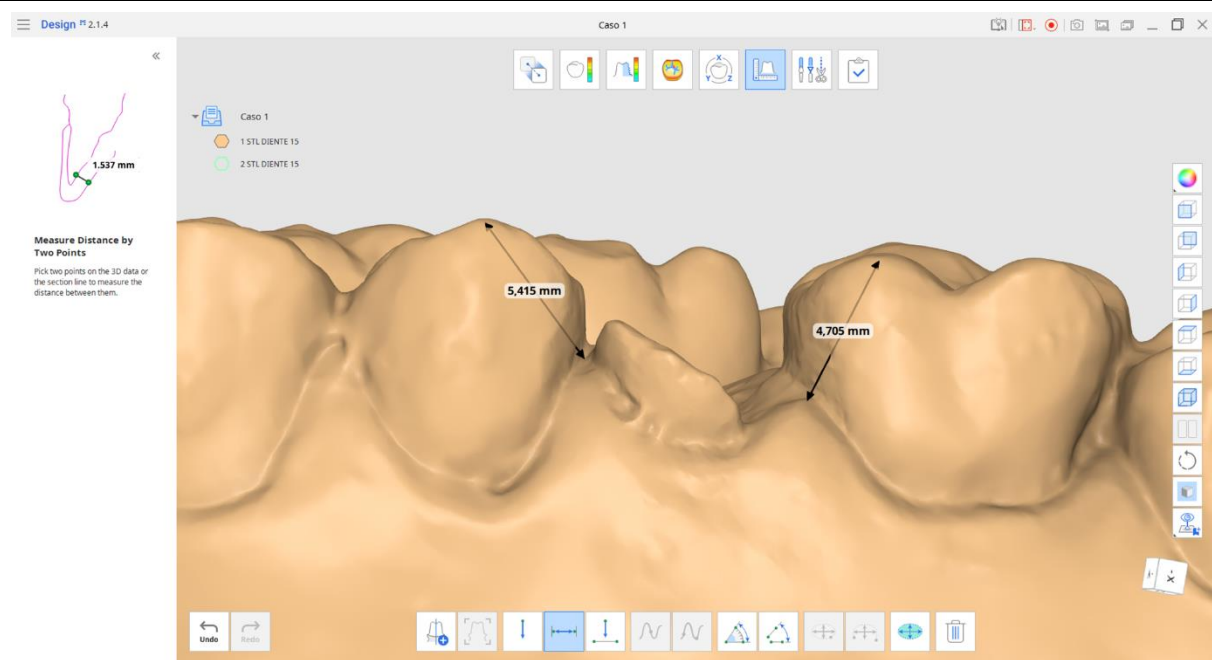 Design 2.1.4
Caso 1
1.537 mm
Measure Distance by
Two Points
Pick two points on the 3D data or
the section line to measure the
distance between them.
Caso 1
1 STL DIENTE 15
2 STL DIENTE 15
5,415 mm
4,705 mm
Undo
Redo